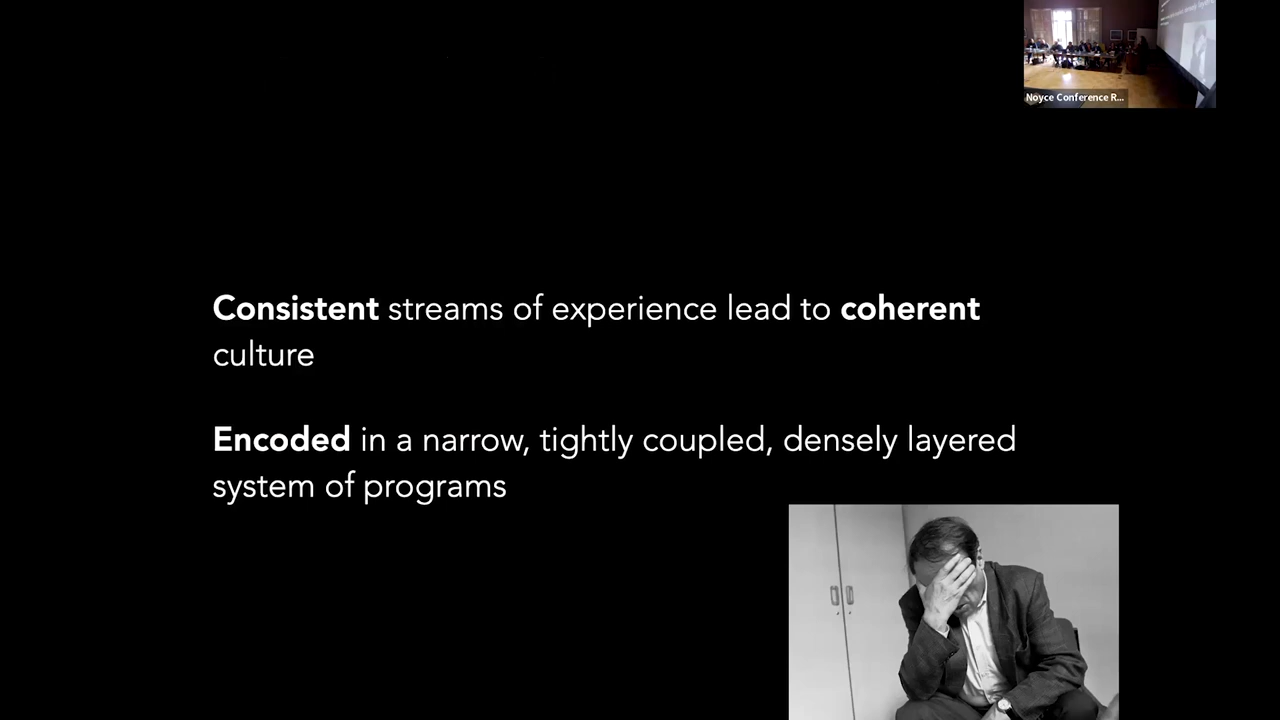 Noyce Conference R...
Consistent streams of experience lead to coherent
culture
Encoded in a narrow, tightly coupled, densely layered
system of programs